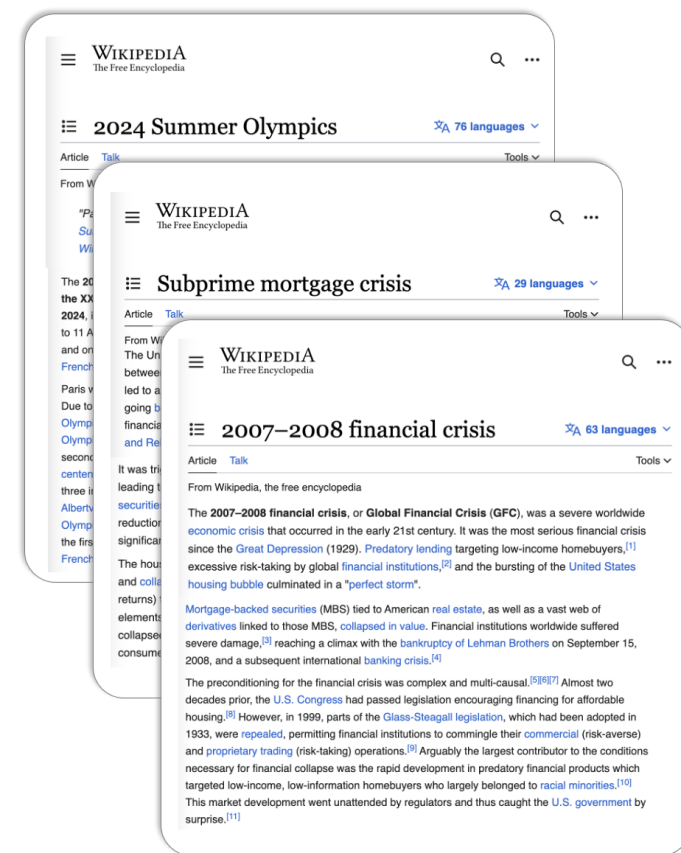 WIKIPEDIA
The Free Encyclopedia
2024 Summer Olympics
76 languages
Article Talk
Tools
From W
"Pa
Su
Wi
The 20
the XX
2024, i
to 11 A
and on
French
Paris w
Due to
Olymp
Olymp
second
centen
three in
Albertv
Olymp
the firs
French
WIKIPEDIA
The Free Encyclopedia
Subprime mortgage crisis
29 languages
Article Talk
Tools
From Wi
The Un
betwee
led to a
going b
financia
and Re
It was tri
leading t
securitie
reduction
significan
The hous
and colla
returns)
elements
collapsed
consume
WIKIPEDIA
The Free Encyclopedia
2007–2008 financial crisis
63 languages
Article Talk
Tools
From Wikipedia, the free encyclopedia
The 2007–2008 financial crisis, or Global Financial Crisis (GFC), was a severe worldwide
economic crisis that occurred in the early 21st century. It was the most serious financial crisis
since the Great Depression (1929). Predatory lending targeting low-income homebuyers,[1]
excessive risk-taking by global financial institutions,[2] and the bursting of the United States
housing bubble culminated in a "perfect storm".
Mortgage-backed securities (MBS) tied to American real estate, as well as a vast web of
derivatives linked to those MBS, collapsed in value. Financial institutions worldwide suffered
severe damage,[3] reaching a climax with the bankruptcy of Lehman Brothers on September 15,
2008, and a subsequent international banking crisis.[4]
The preconditioning for the financial crisis was complex and multi-causal.[5][6][7] Almost two
decades prior, the U.S. Congress had passed legislation encouraging financing for affordable
housing.[8] However, in 1999, parts of the Glass-Steagall legislation, which had been adopted in
1933, were repealed, permitting financial institutions to commingle their commercial (risk-averse)
and proprietary trading (risk-taking) operations.[9] Arguably the largest contributor to the conditions
necessary for financial collapse was the rapid development in predatory financial products which
targeted low-income, low-information homebuyers who largely belonged to racial minorities.[10]
This market development went unattended by regulators and thus caught the U.S. government by
surprise.[11]